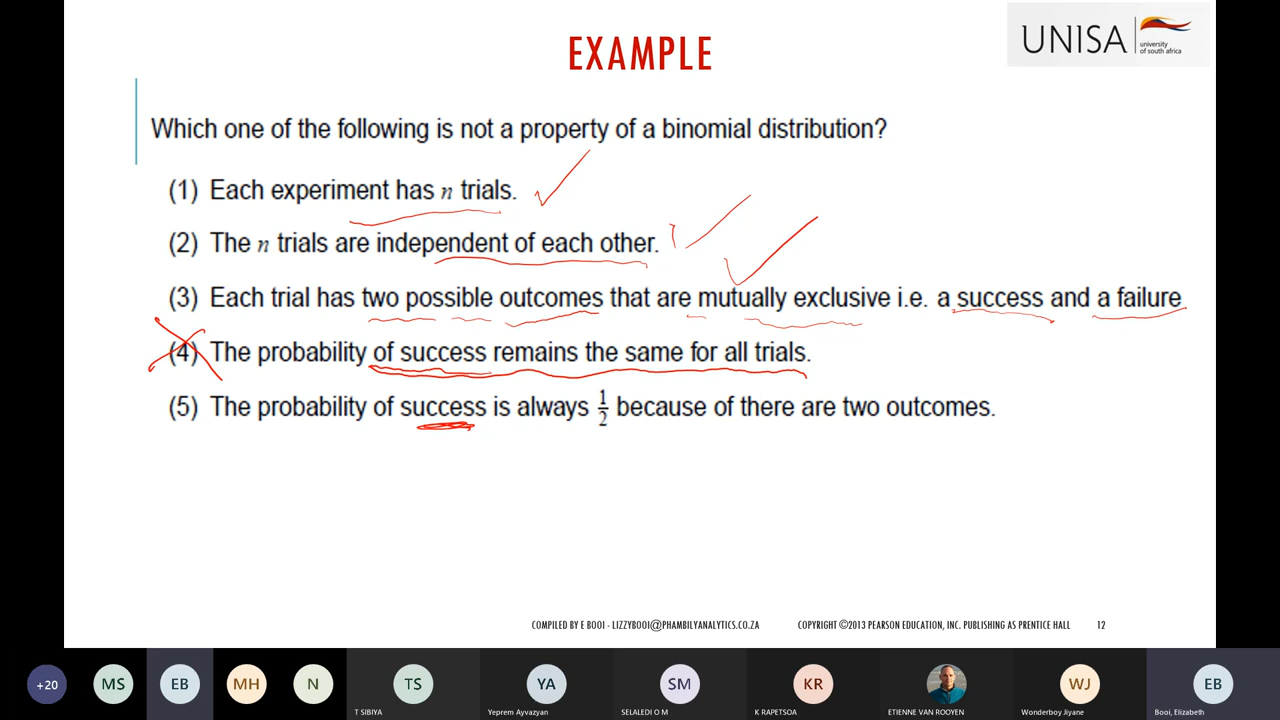 EXAMPLE
UNISA
university
of south africa
Which one of the following is not a property of a binomial distribution?
(1) Each experiment has n trials.
(2) The n trials are independent of each other.
(3) Each trial has two possible outcomes that are mutually exclusive i.e. a success and a failure.
(4) The probability of success remains the same for all trials.
(5) The probability of success is always 1/2 because of there are two outcomes.
COMPILED BY E BOOI - LIZZYBOOI@PHAMBILYANALYTICS.CO.ZA
COPYRIGHT ©2013 PEARSON EDUCATION, INC. PUBLISHING AS PRENTICE HALL
12
+20
MS
EB
MH
N
TS
YA
SM
KR
WJ
EB
T SIBIYA
Yeprem Ayvazyan
SELALEDI O M
K RAPETSOA
ETIENNE VAN ROOYEN
Wonderboy Jiyane
Booi, Elizabeth